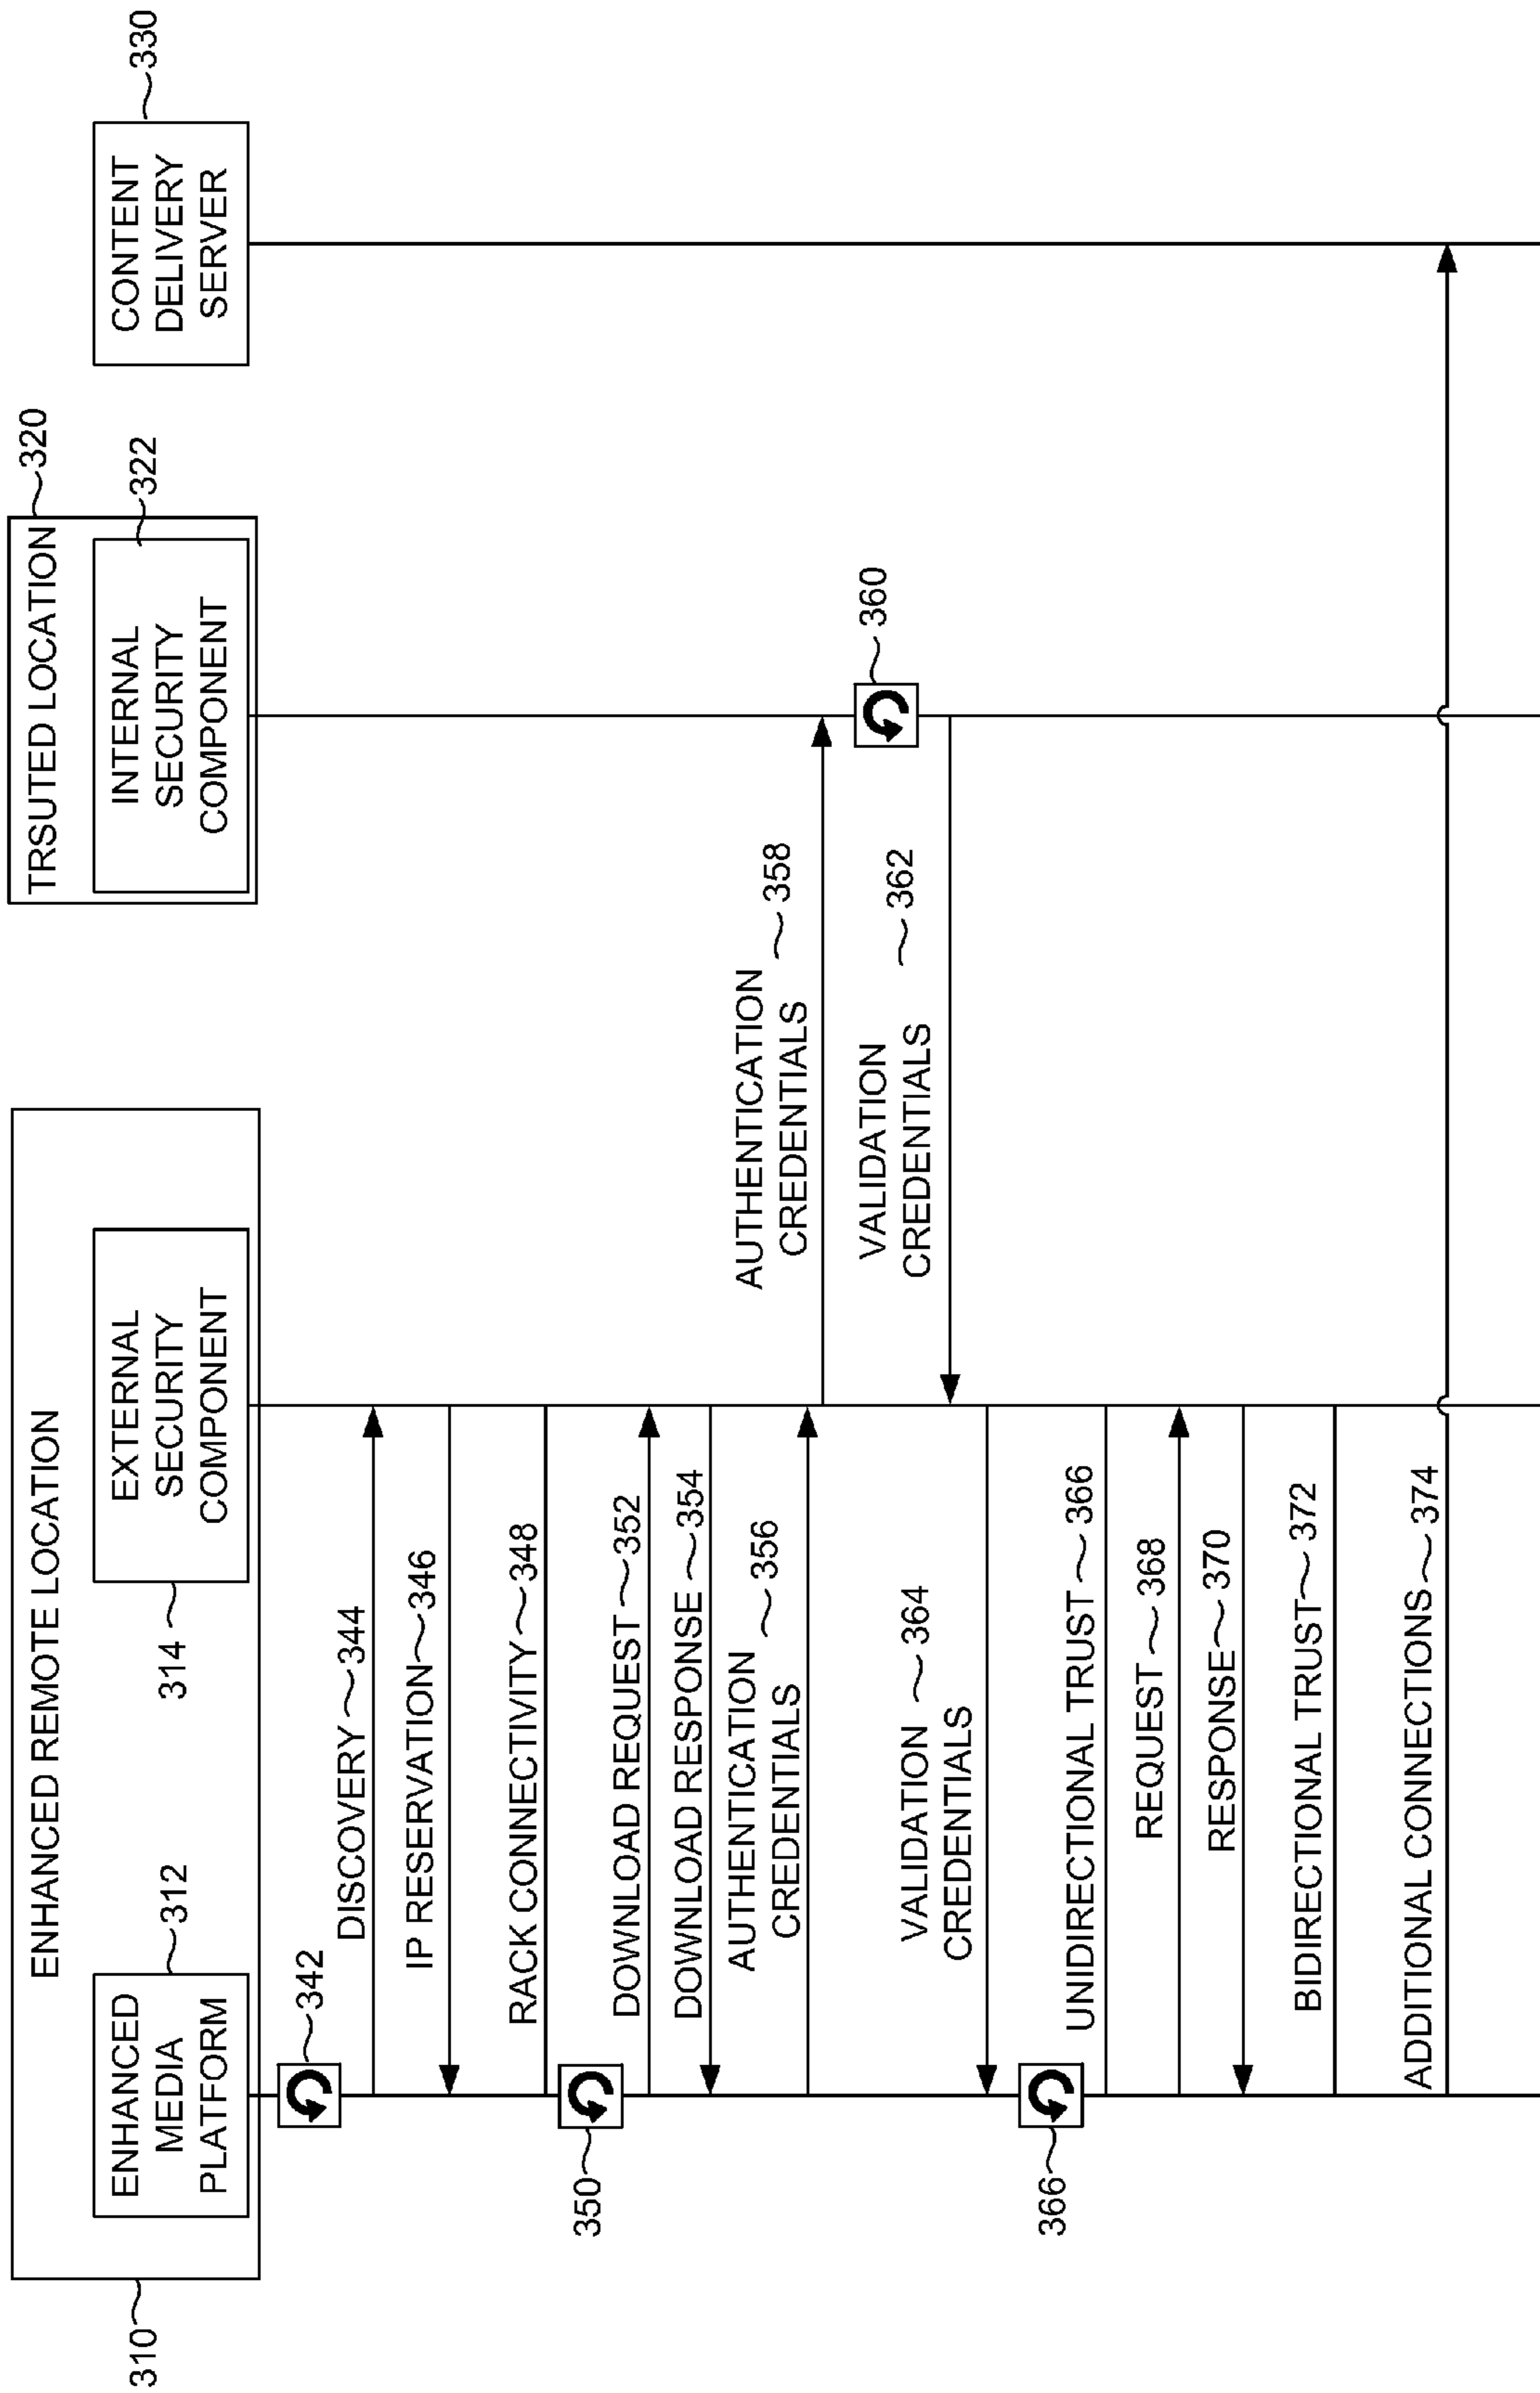 ENHANCED REMOTE LOCATION
310
ENHANCED
MEDIA
PLATFORM
312
EXTERNAL
SECURITY
COMPONENT
314
TRSUTED LOCATION
320
INTERNAL
SECURITY
COMPONENT
322
CONTENT
DELIVERY
SERVER
330
342
DISCOVERY 344
IP RESERVATION 346
RACK CONNECTIVITY 348
350
DOWNLOAD REQUEST 352
DOWNLOAD RESPONSE 354
AUTHENTICATION
CREDENTIALS
356
AUTHENTICATION
CREDENTIALS
358
360
VALIDATION
CREDENTIALS
362
VALIDATION
CREDENTIALS
364
366
UNIDIRECTIONAL TRUST 366
REQUEST 368
RESPONSE 370
BIDIRECTIONAL TRUST 372
ADDITIONAL CONNECTIONS 374